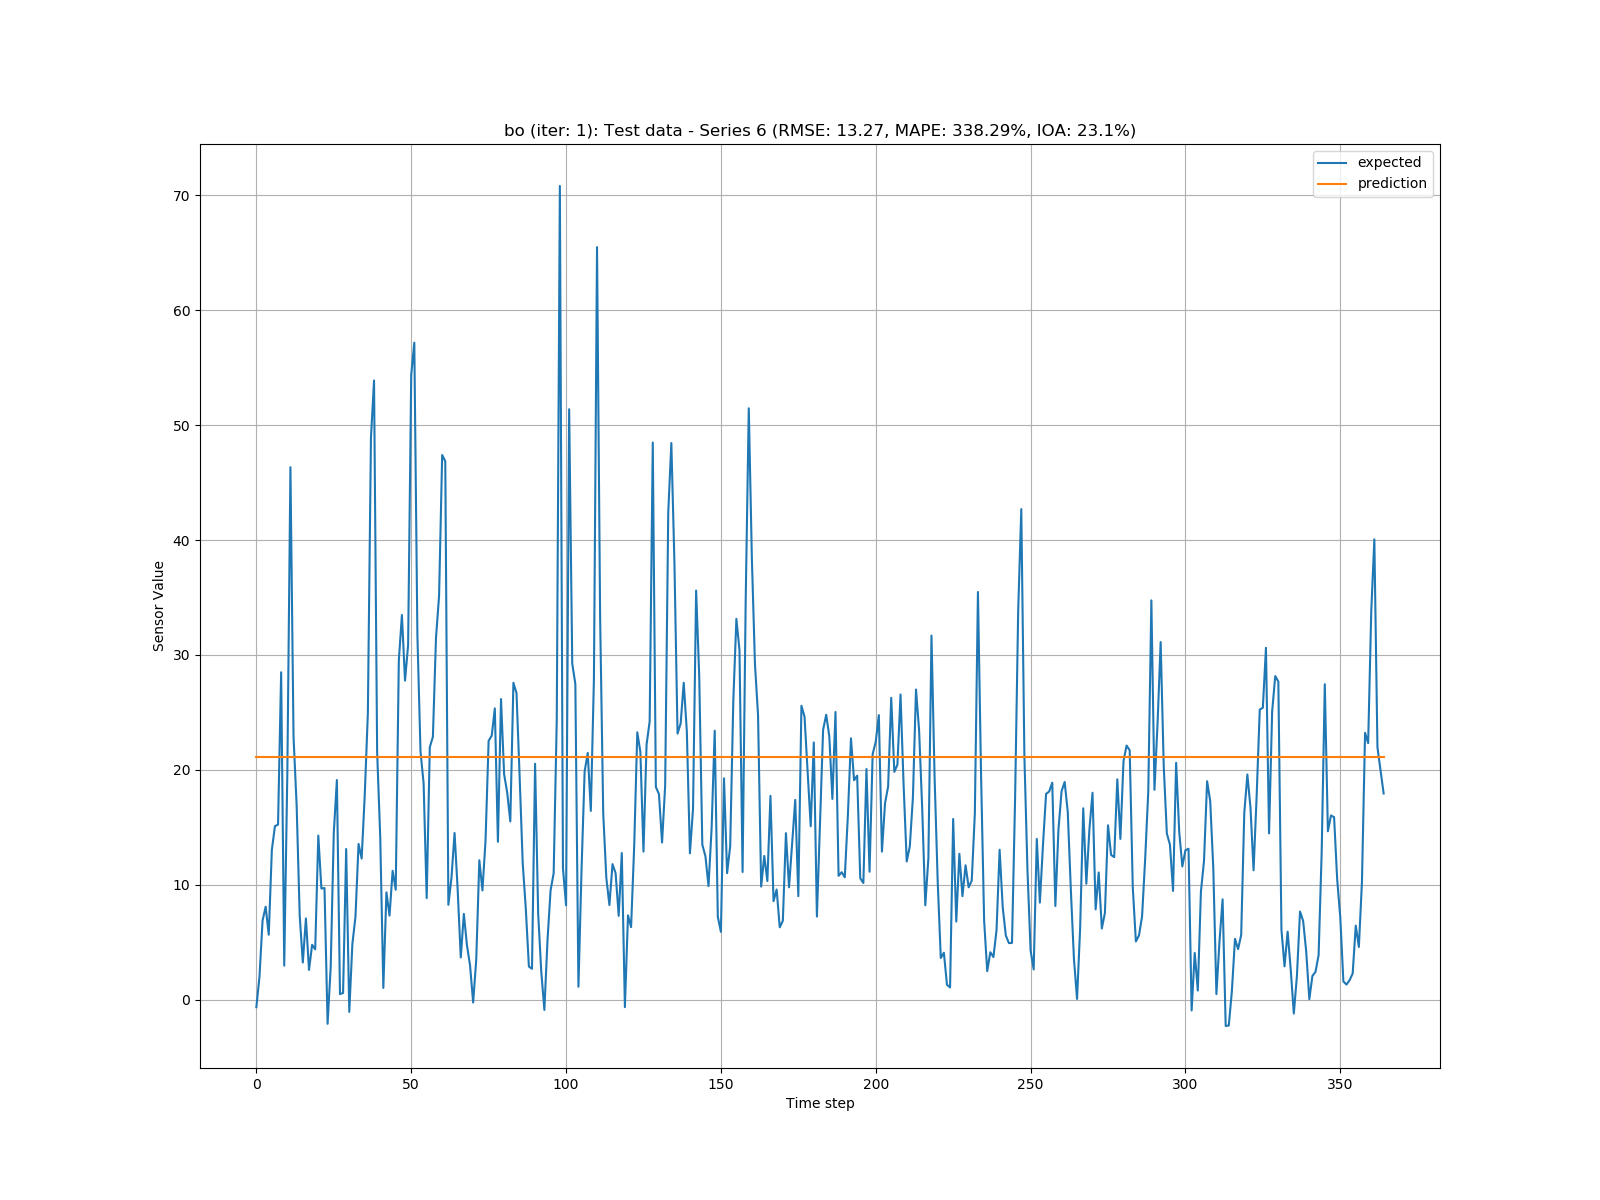 bo (iter: 1): Test data - Series 6 (RMSE: 13.27, MAPE: 338.29%, IOA: 23.1%)
expected
prediction
70
60
50
40
30
20
10
0
Sensor Value
0 50 100 150 200 250 300 350
Time step